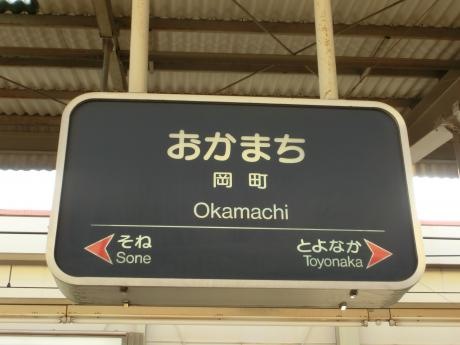 おかまち
岡町
Okamachi
そね
Sone
とよなか
Toyonaka